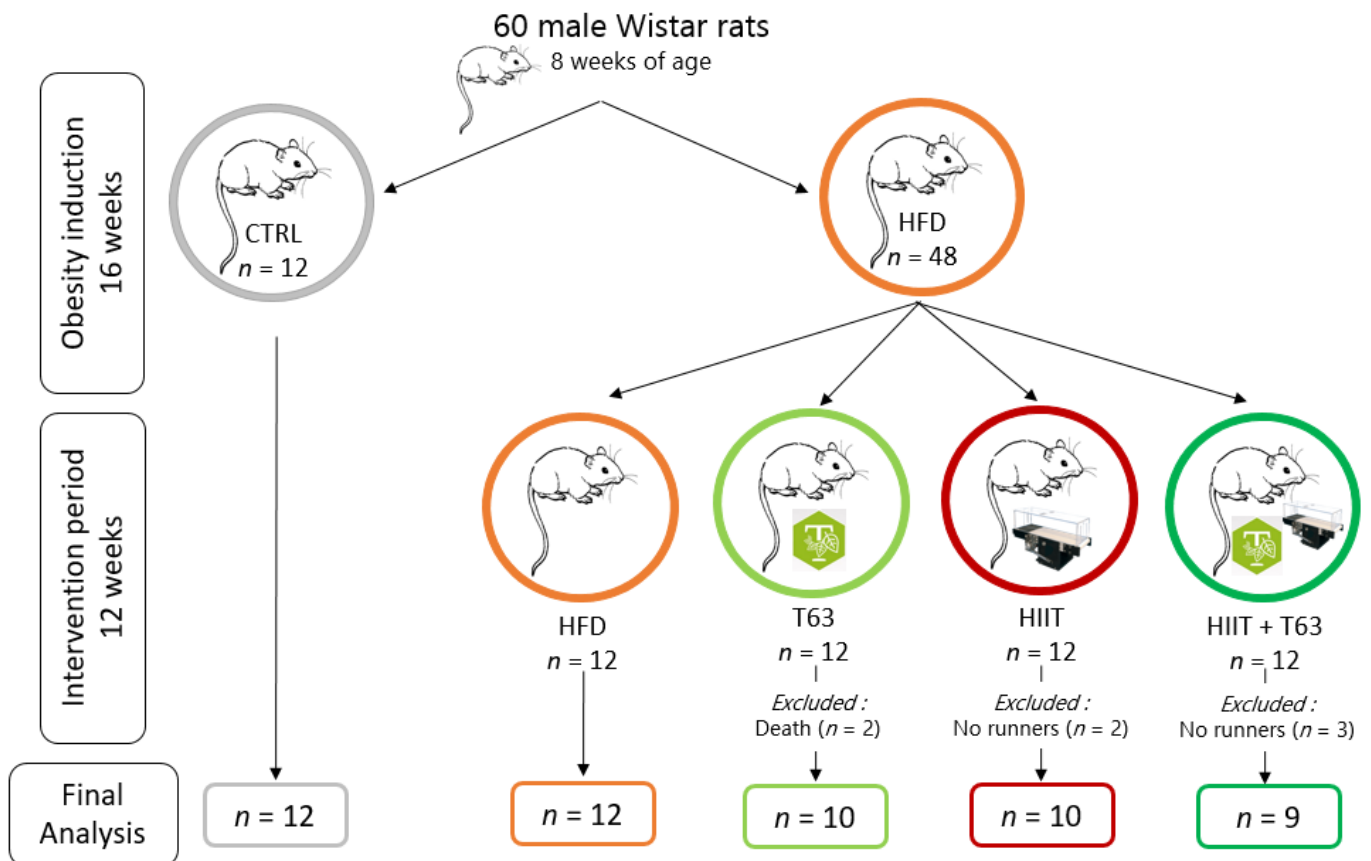 60 male Wistar rats
8 weeks of age
Obesity induction
16 weeks
CTRL
n = 12
HFD
n = 48
Intervention period
12 weeks
HFD
n = 12
T63
n = 12
Excluded :
Death (n = 2)
HIIT
n = 12
Excluded :
No runners (n = 2)
HIIT + T63
n = 12
Excluded :
No runners (n = 3)
Final
Analysis
n = 12
n = 12
n = 10
n = 10
n = 9